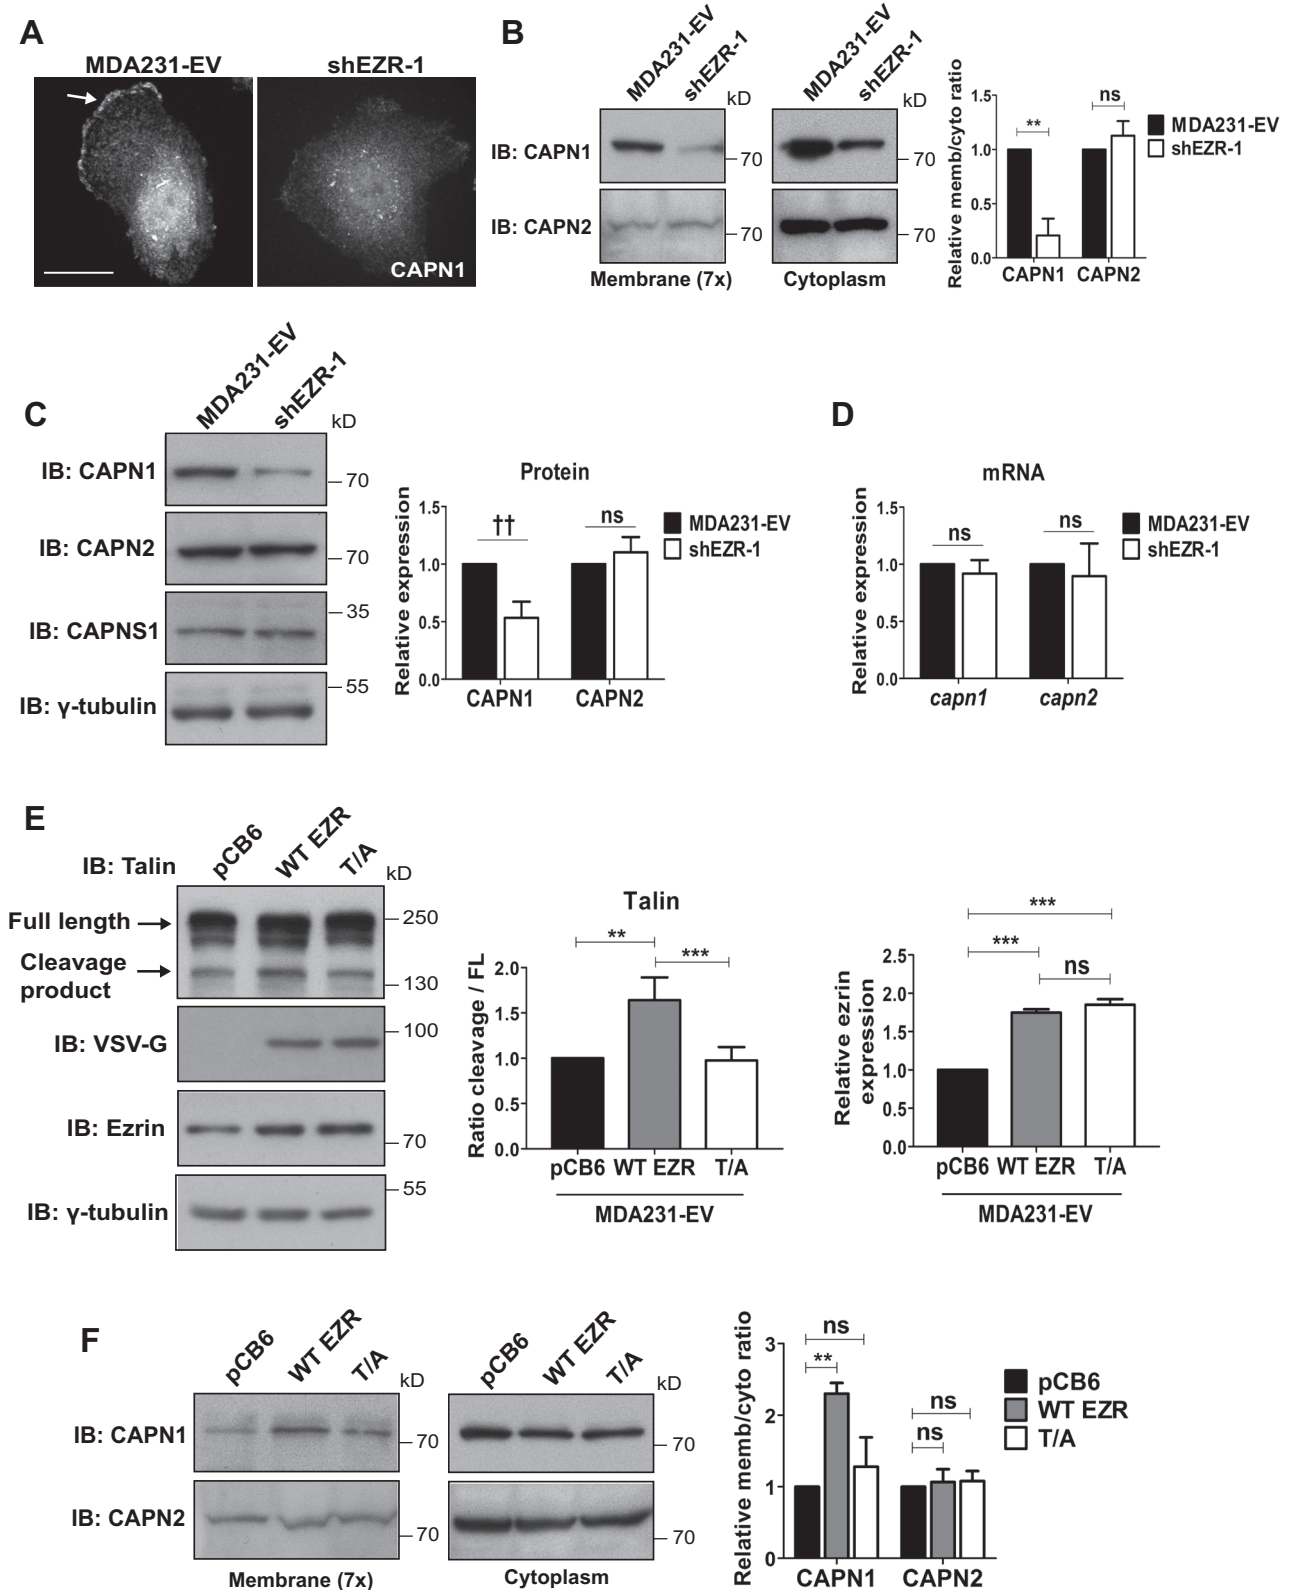 A
MDA231-EV
shEZR-1
CAPN1
B
MDA231-EV
shEZR-1
MDA231-EV
shEZR-1
kD
kD
IB: CAPN1
70
70
IB: CAPN2
70
70
Membrane (7x)
Cytoplasm
Relative memb/cyto ratio
1.5
1.0
0.5
0.0
**
ns
CAPN1
CAPN2
MDA231-EV
shEZR-1
C
MDA231-EV
shEZR-1
kD
IB: CAPN1
70
IB: CAPN2
70
IB: CAPNS1
35
IB: γ-tubulin
55
Protein
Relative expression
1.5
1.0
0.5
0.0
††
ns
CAPN1
CAPN2
MDA231-EV
shEZR-1
D
mRNA
Relative expression
1.5
1.0
0.5
0.0
ns
ns
capn1
capn2
MDA231-EV
shEZR-1
E
IB: Talin
pCB6
WT EZR
T/A
kD
Full length
250
Cleavage
product
130
IB: VSV-G
100
IB: Ezrin
70
IB: γ-tubulin
55
Talin
Ratio cleavage / FL
2.0
1.5
1.0
0.5
0.0
**
***
pCB6
WT EZR
T/A
MDA231-EV
Relative ezrin
expression
2.5
2.0
1.5
1.0
0.5
0.0
***
***
ns
pCB6
WT EZR
T/A
MDA231-EV
F
pCB6
WT EZR
T/A
kD
pCB6
WT EZR
T/A
kD
IB: CAPN1
70
70
IB: CAPN2
70
70
Membrane (7x)
Cytoplasm
Relative memb/cyto ratio
3
2
1
0
ns
**
ns
ns
CAPN1
CAPN2
pCB6
WT EZR
T/A